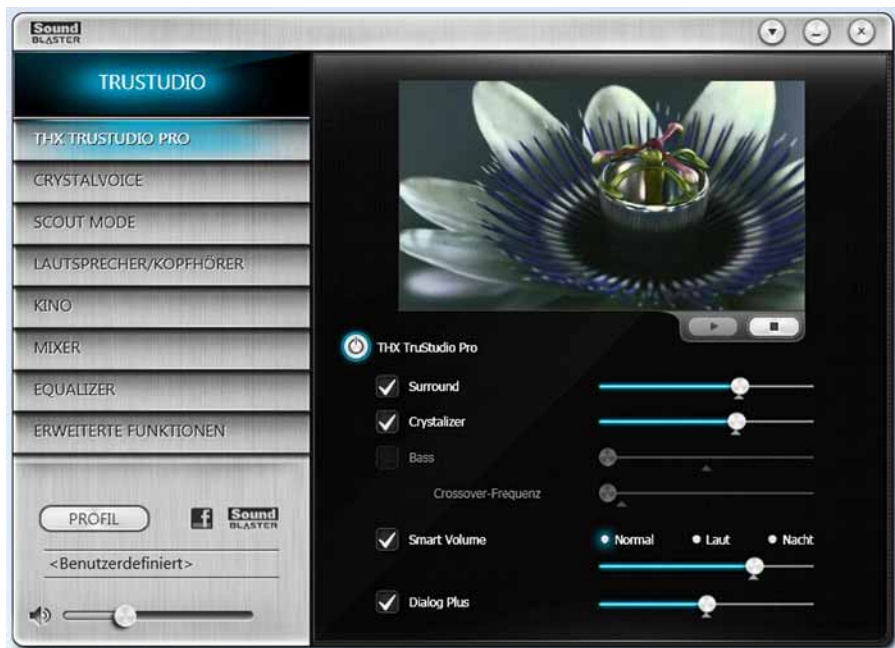 Sound
BLASTER
TRUSTUDIO
THX TRUSTUDIO PRO
CRYSTALVOICE
SCOUT MODE
LAUTSPRECHER/KOPFHÖRER
KINO
MIXER
EQUALIZER
ERWEITERTE FUNKTIONEN
PROFIL
f
Sound
BLASTER
<Benutzerdefiniert>
THX TruStudio Pro
Surround
Crystalizer
Bass
Crossover-Frequenz
Smart Volume
Normal Laut Nacht
Dialog Plus